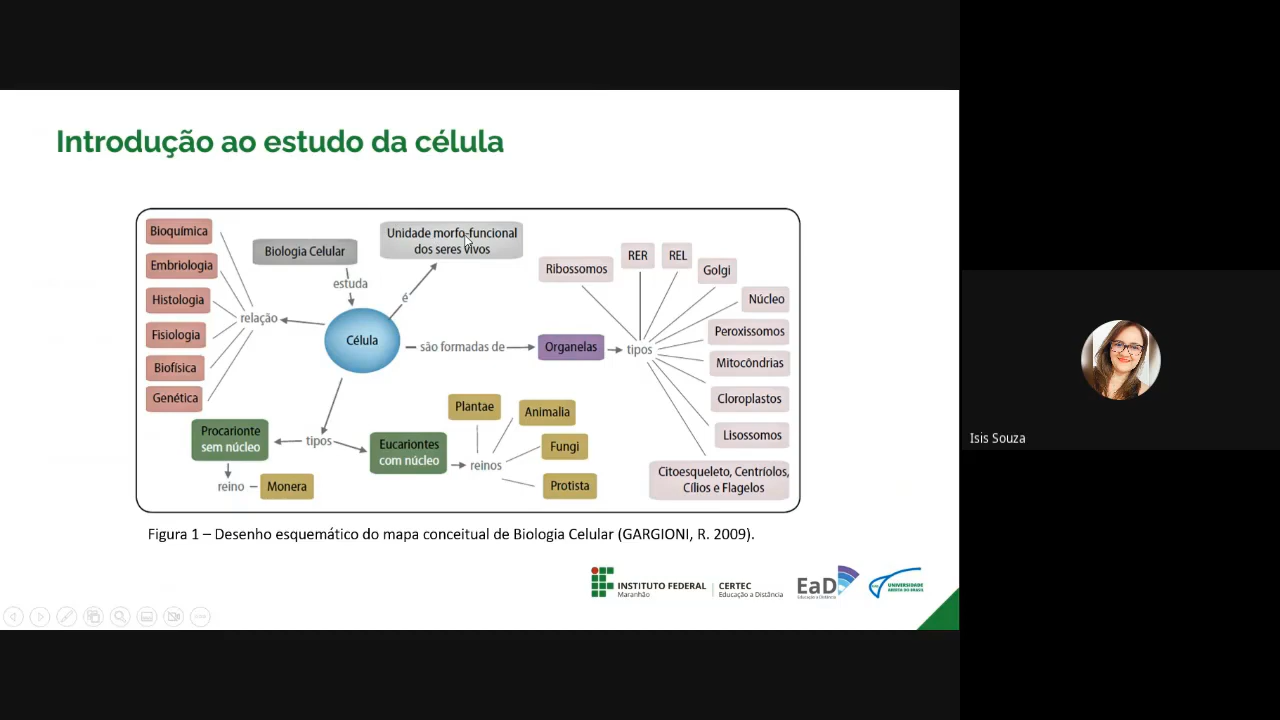 Introdução ao estudo da célula
Bioquímica
Embriologia
Histologia
Fisiologia
Biofísica
Genética
relação
Biologia Celular
estuda
Unidade morfo-funcional
dos seres vivos
é
Célula
são formadas de
Organelas
tipos
Ribossomos
RER
REL
Golgi
Núcleo
Peroxissomos
Mitocôndrias
Cloroplastos
Lisossomos
Citoesqueleto, Centríolos,
Cílios e Flagelos
tipos
Procarionte
sem núcleo
reino
Monera
Eucariontes
com núcleo
reinos
Plantae
Animalia
Fungi
Protista
Figura 1 – Desenho esquemático do mapa conceitual de Biologia Celular (GARGIONI, R. 2009).
INSTITUTO FEDERAL
Maranhão
CERTEC
Educação a Distância
EaD
Educação a Distância
UNIVERSIDADE
ABERTA DO BRASIL
Isis Souza